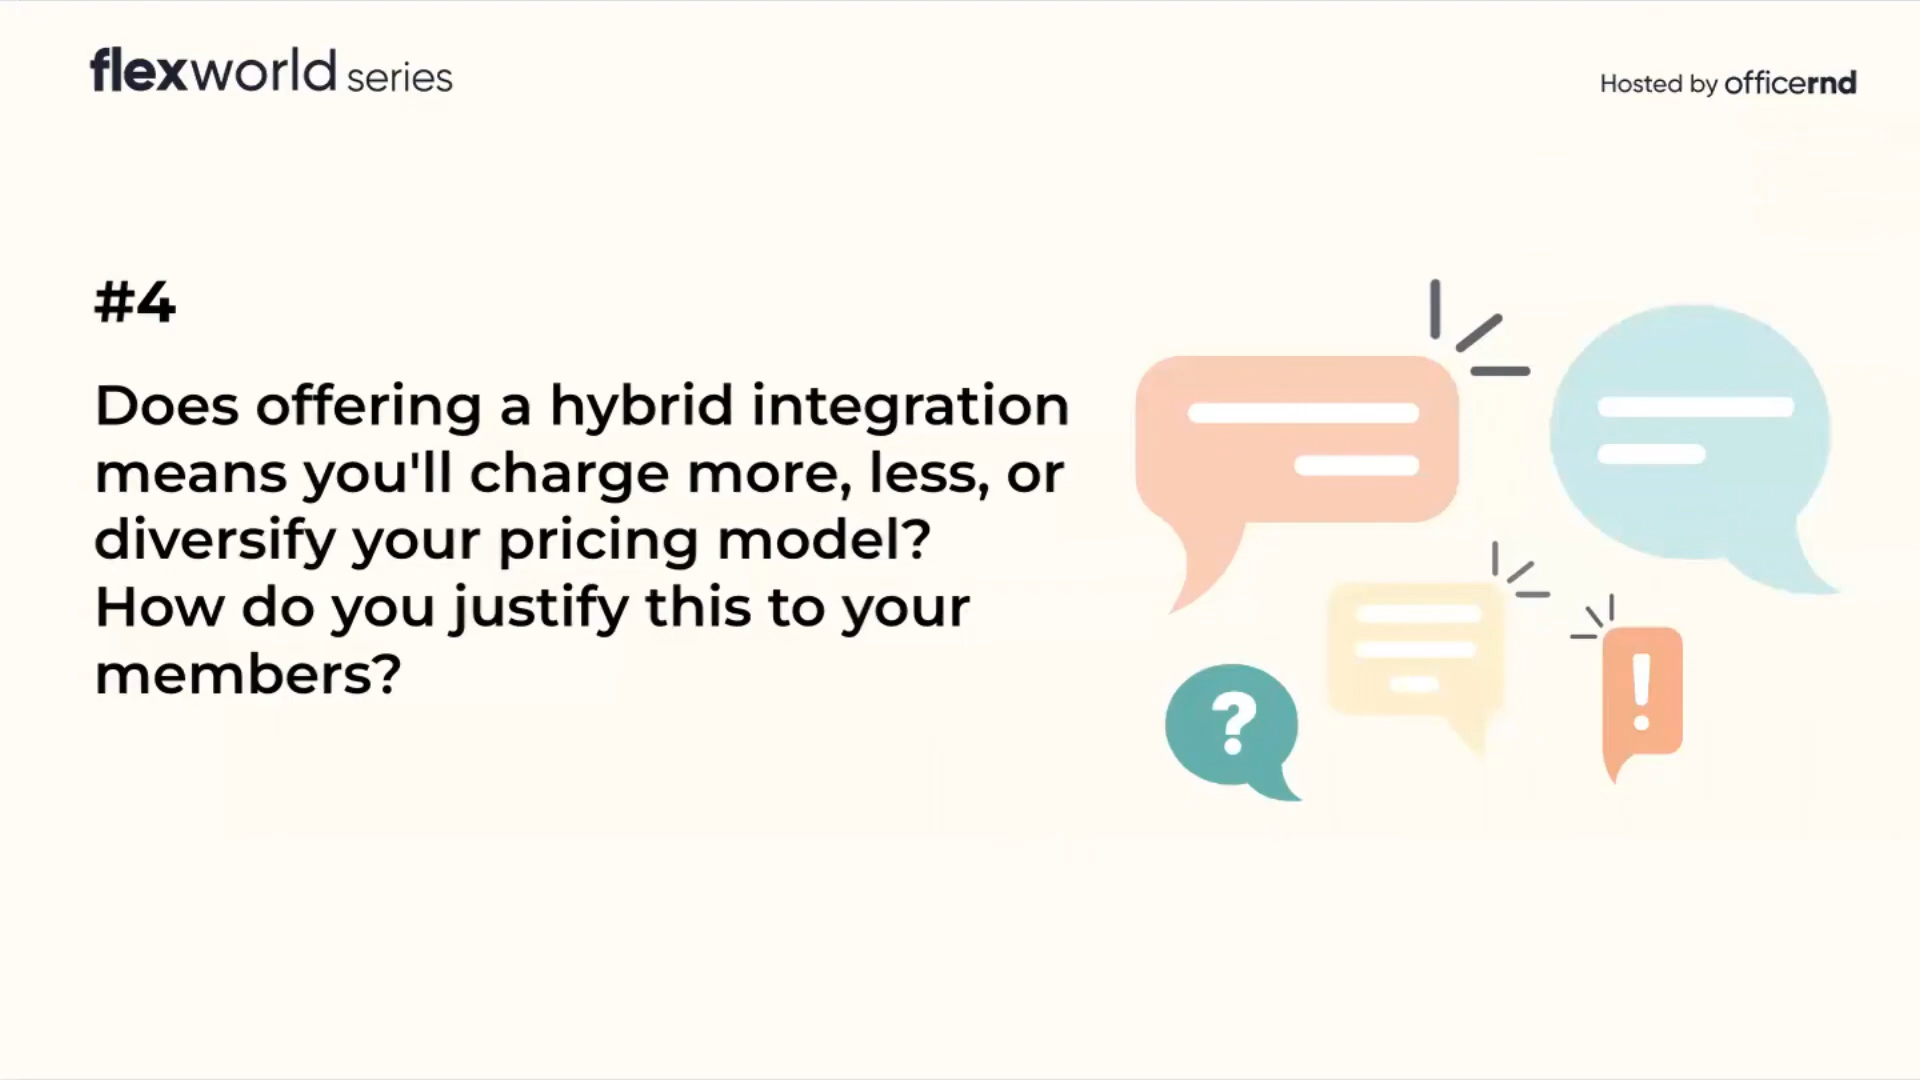 flexworld series
Hosted by officernd
#4
Does offering a hybrid integration
means you'll charge more, less, or
diversify your pricing model?
How do you justify this to your
members?
?
!